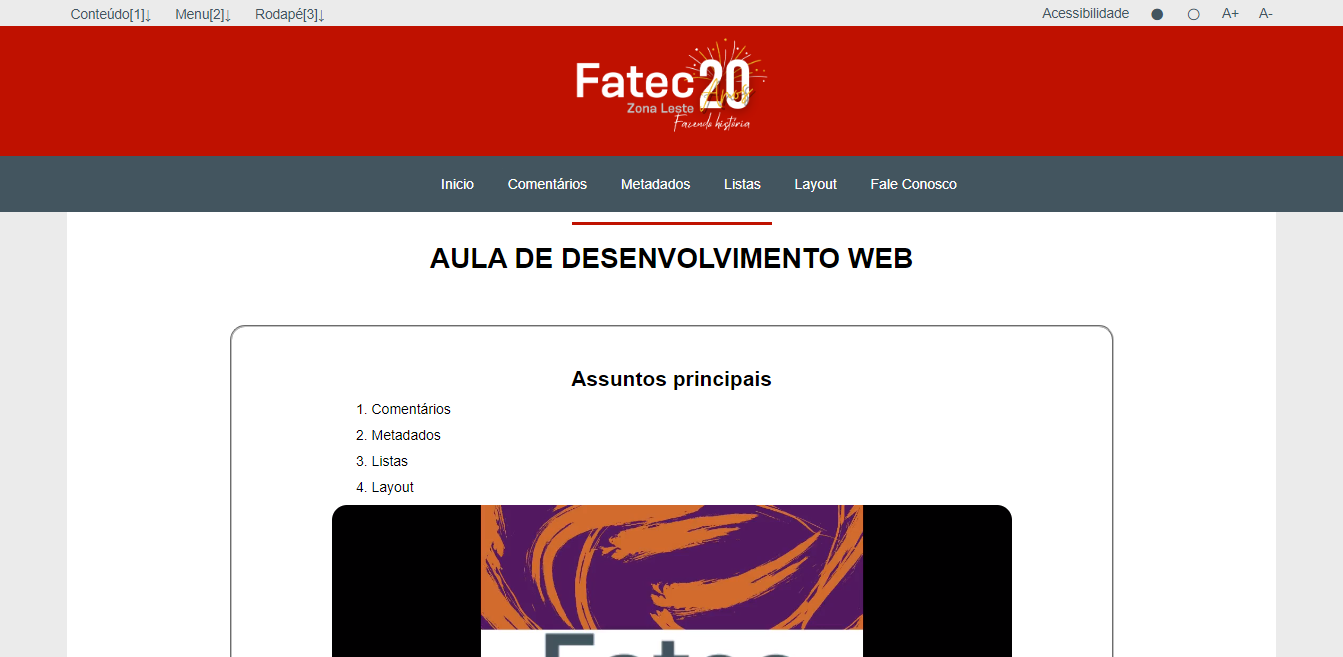 Conteúdo[1]↓ Menu[2]↓ Rodapé[3]↓ Acessibilidade A+ A-
Fatec 20
Anos
Zona Leste
Fazendo história
Inicio Comentários Metadados Listas Layout Fale Conosco
AULA DE DESENVOLVIMENTO WEB
Assuntos principais
1. Comentários
2. Metadados
3. Listas
4. Layout
Fatec